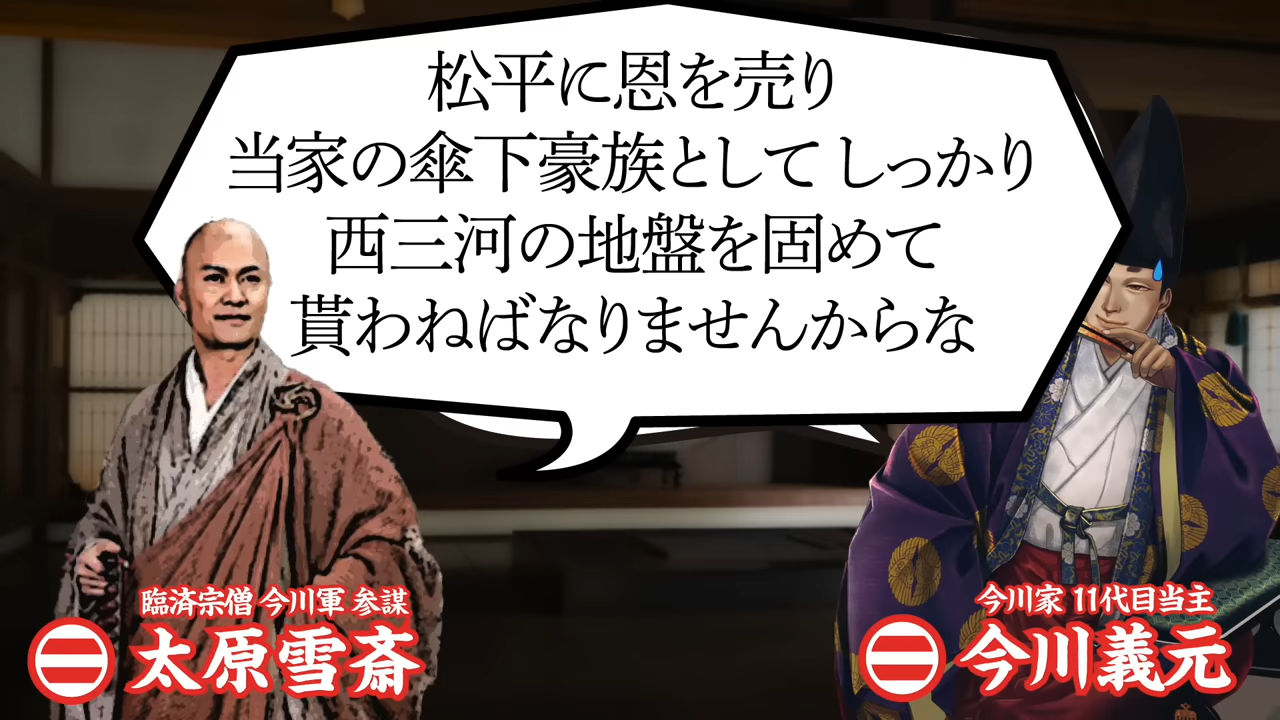 松平に恩を売り
当家の傘下豪族として しっかり
西三河の地盤を固めて
貰わねばなりませんからな
臨済宗僧 今川軍 参謀
太原雪斎
今川家 11代目当主
今川義元